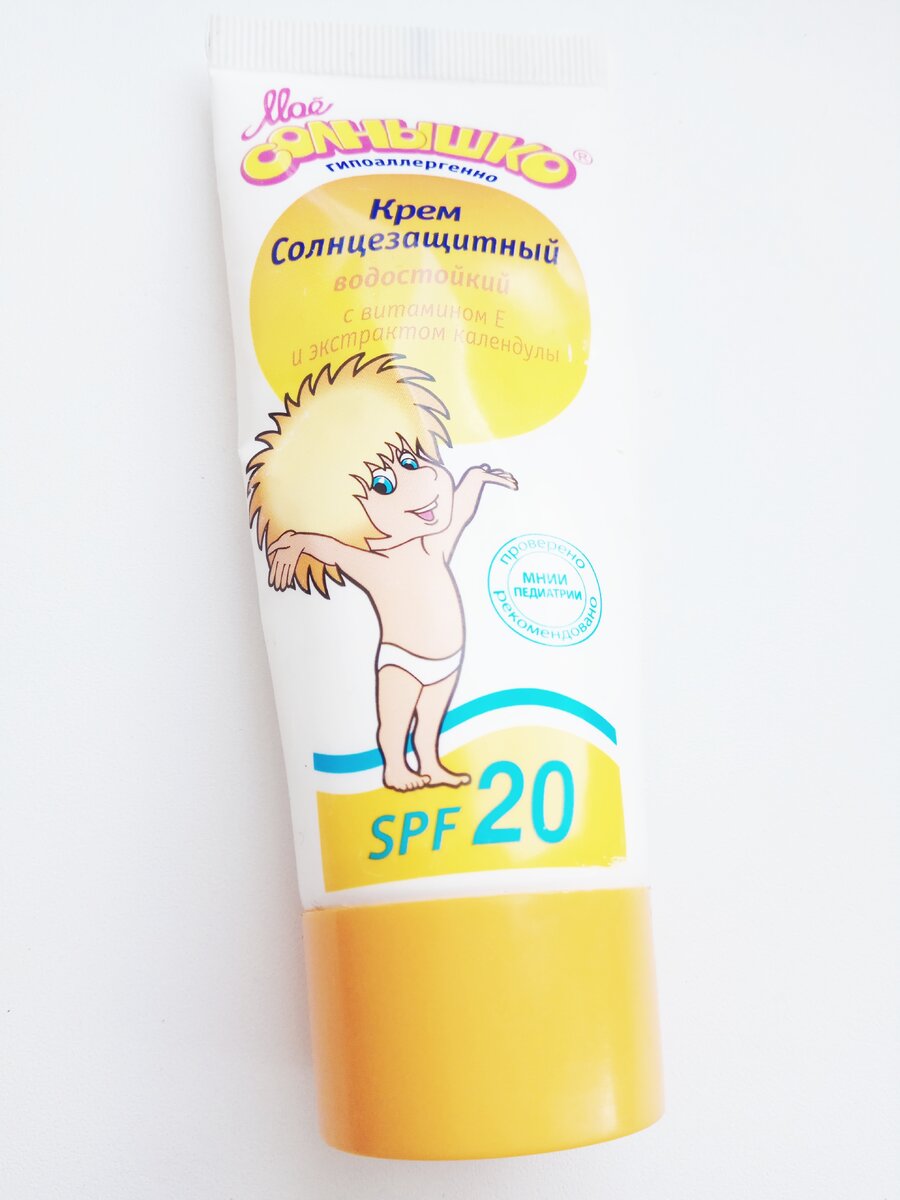 Моё
Солнышко®
гипоаллергенно
Крем
Солнцезащитный
водостойкий
с витамином Е
и экстрактом календулы
проверено
МНИИ
ПЕДИАТРИИ
рекомендовано
SPF 20